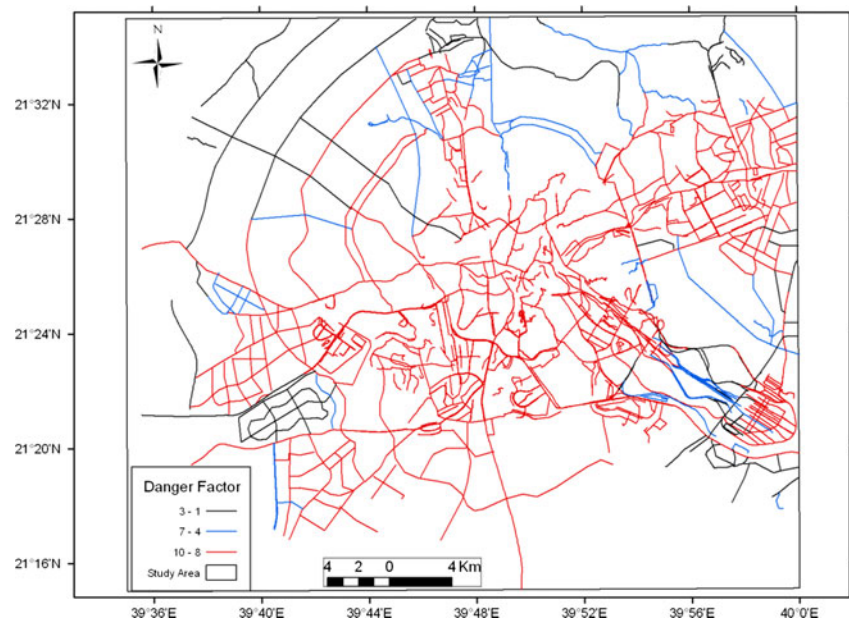 N
21°32'N
21°28'N
21°24'N
21°20'N
21°16'N
Danger Factor
3 - 1
7 - 4
10 - 8
Study Area
4 2 0 4 Km
39°36'E 39°40'E 39°44'E 39°48'E 39°52'E 39°56'E 40°0'E